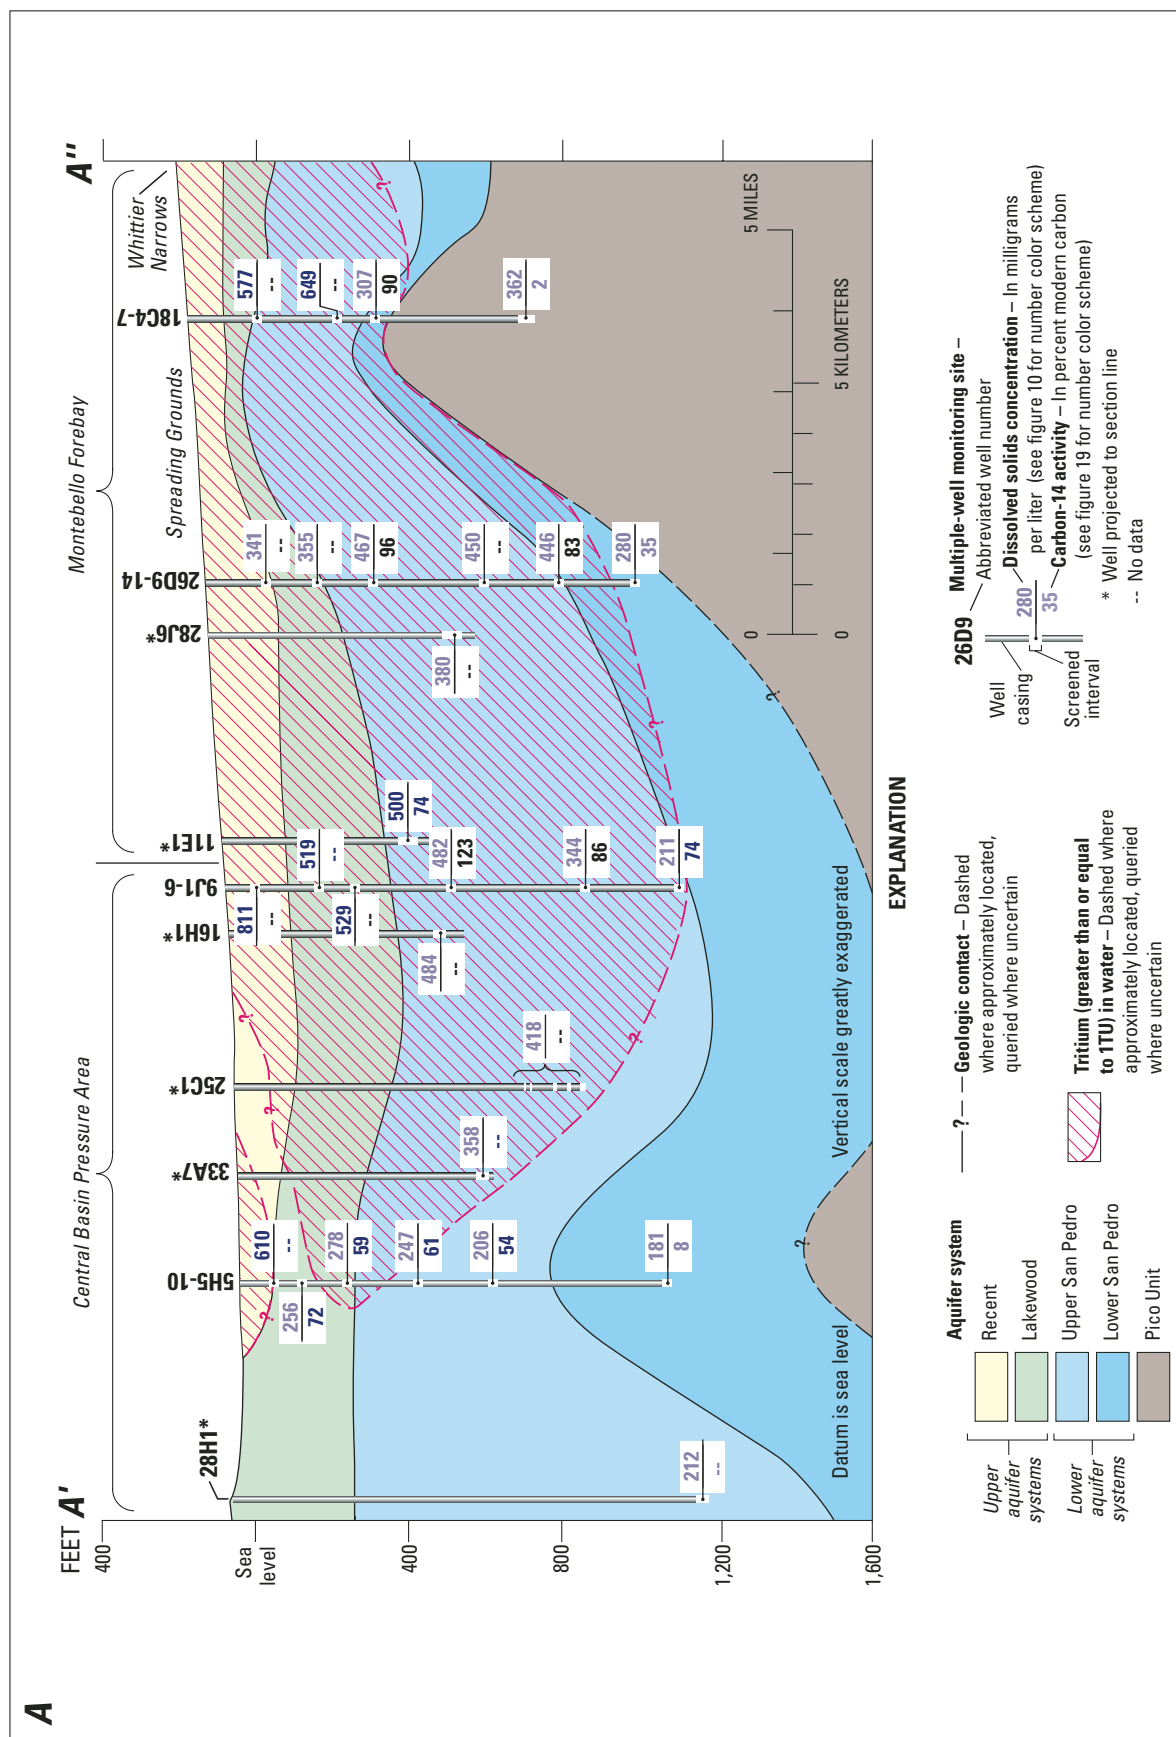 A
A'
A''
FEET
400
Sea
level
400
800
1,200
1,600
Central Basin Pressure Area
Montebello Forebay
Whittier
Narrows
Spreading Grounds
28H1*
5H5-10
33A7*
25C1*
16H1*
9J1-6
11E1*
28J6*
26D9-14
18C4-7
212
--
610
--
256
72
278
59
247
61
206
54
181
8
358
--
418
--
484
--
811
--
519
--
529
--
482
123
344
86
211
74
500
74
380
--
341
--
355
--
467
96
450
--
446
83
280
35
577
--
649
--
307
90
362
2
?
?
?
?
?
?
?
?
?
Datum is sea level
Vertical scale greatly exaggerated
0
5 MILES
0
5 KILOMETERS
EXPLANATION
Aquifer system
Upper
aquifer
systems
Recent
Lakewood
Lower
aquifer
systems
Upper San Pedro
Lower San Pedro
Pico Unit
—?— — Geologic contact – Dashed
where approximately located,
queried where uncertain
Tritium (greater than or equal
to 1TU) in water – Dashed where
approximately located, queried
where uncertain
26D9
Multiple-well monitoring site –
Abbreviated well number
Well
casing
Screened
interval
280
35
Dissolved solids concentration – In milligrams
per liter (see figure 10 for number color scheme)
Carbon-14 activity – In percent modern carbon
(see figure 19 for number color scheme)
* Well projected to section line
-- No data